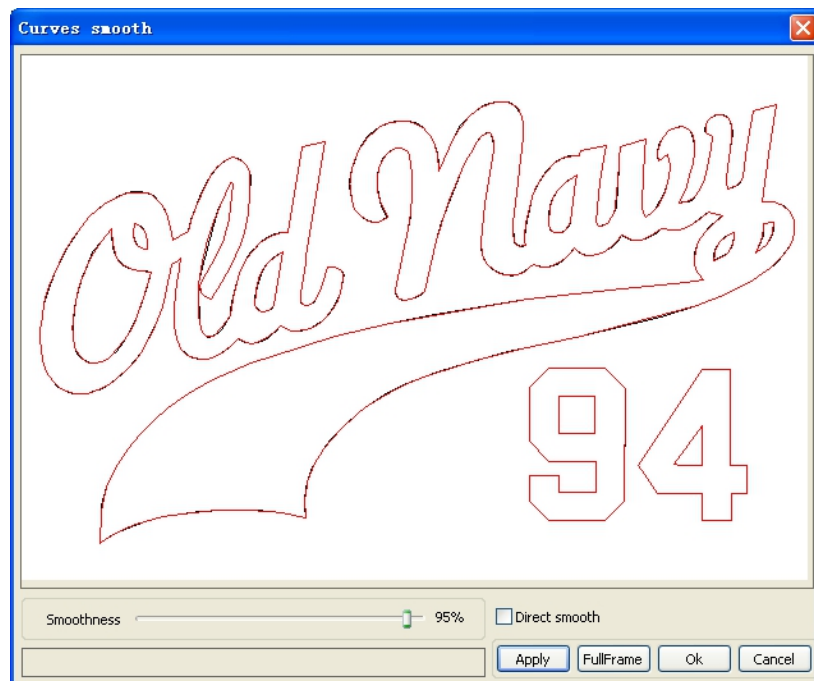 Curves smooth
Old Navy
94
Smoothness 95% Direct smooth
Apply FullFrame Ok Cancel